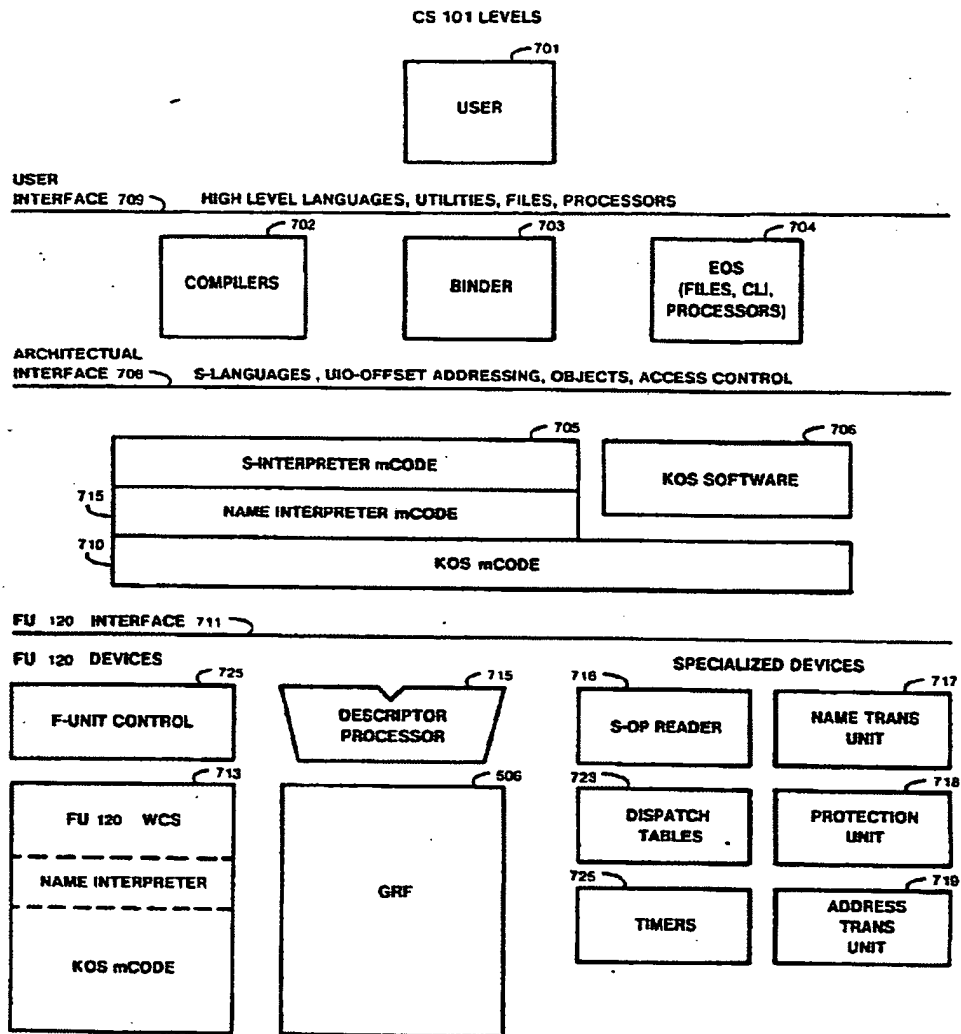 CS 101 LEVELS
701
USER
USER
INTERFACE 709
HIGH LEVEL LANGUAGES, UTILITIES, FILES, PROCESSORS
702
703
704
COMPILERS
BINDER
EOS
(FILES, CLI,
PROCESSORS)
ARCHITECTUAL
INTERFACE 708
S-LANGUAGES , UIO-OFFSET ADDRESSING, OBJECTS, ACCESS CONTROL
705
706
S-INTERPRETER mCODE
KOS SOFTWARE
715
NAME INTERPRETER mCODE
710
KOS mCODE
FU 120 INTERFACE 711
FU 120 DEVICES
SPECIALIZED DEVICES
725
715
716
717
F-UNIT CONTROL
DESCRIPTOR
PROCESSOR
S-OP READER
NAME TRANS
UNIT
713
506
723
718
FU 120 WCS
DISPATCH
TABLES
PROTECTION
UNIT
NAME INTERPRETER
GRF
725
719
TIMERS
ADDRESS
TRANS
UNIT
KOS mCODE